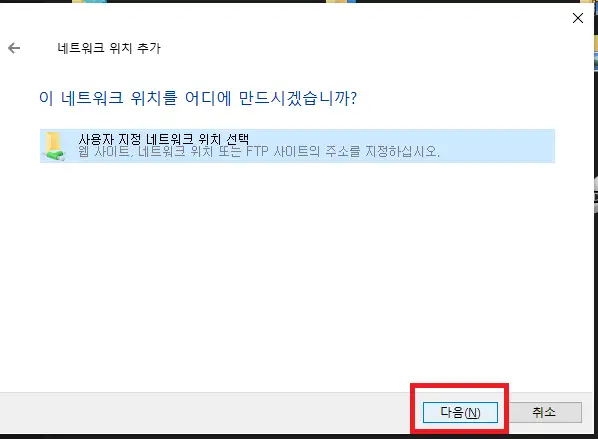 네트워크 위치 추가
이 네트워크 위치를 어디에 만드시겠습니까?
사용자 지정 네트워크 위치 선택
웹 사이트, 네트워크 위치 또는 FTP 사이트의 주소를 지정하십시오.
다음(N)
취소